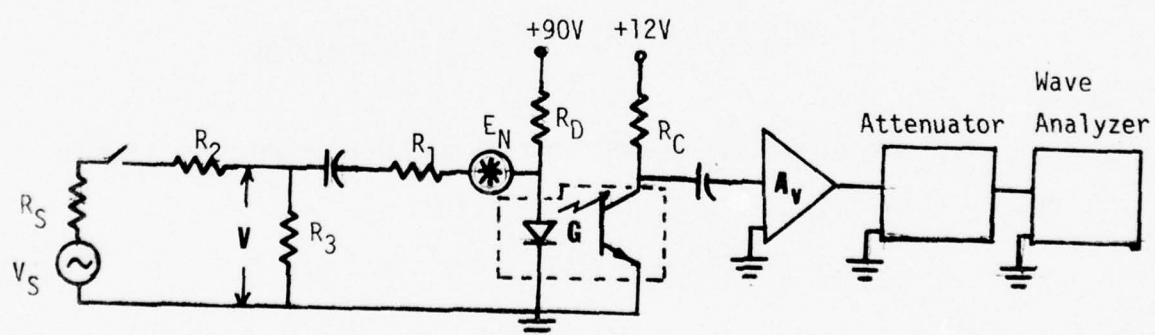 +90V
+12V
Wave
Analyzer
Attenuator
R_D
R_C
E_N
R_1
R_2
R_S
V
R_3
G
A_V
V_S